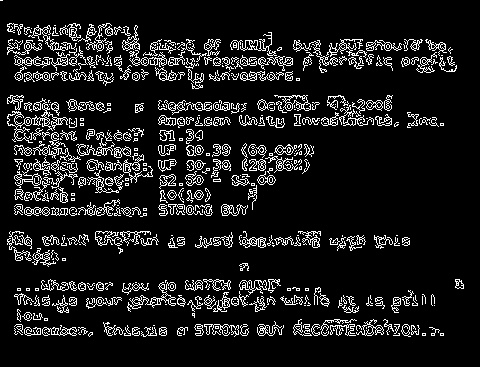 Trading Alert!
You may not be aware of AUNI, but you should be
because this company represents a terrific profit
opportunity for early investors.
Trade Date: Wednesday, October 4, 2006
Company: American Unity Investments, Inc.
Current Price: $1.34
Monday Change: UP $0.39 (60.00%)
Tuesday Change: UP $0.30 (28.85%)
5-Day Target: $2.50 - $5.00
Rating: 10(10)
Recommendation: STRONG BUY
We think the fun is just beginning with this
stock.
...Whatever you do WATCH AUNI ....
This is your chance to get in while it is still
low.
Remember, this is a STRONG BUY RECOMMENDATION...